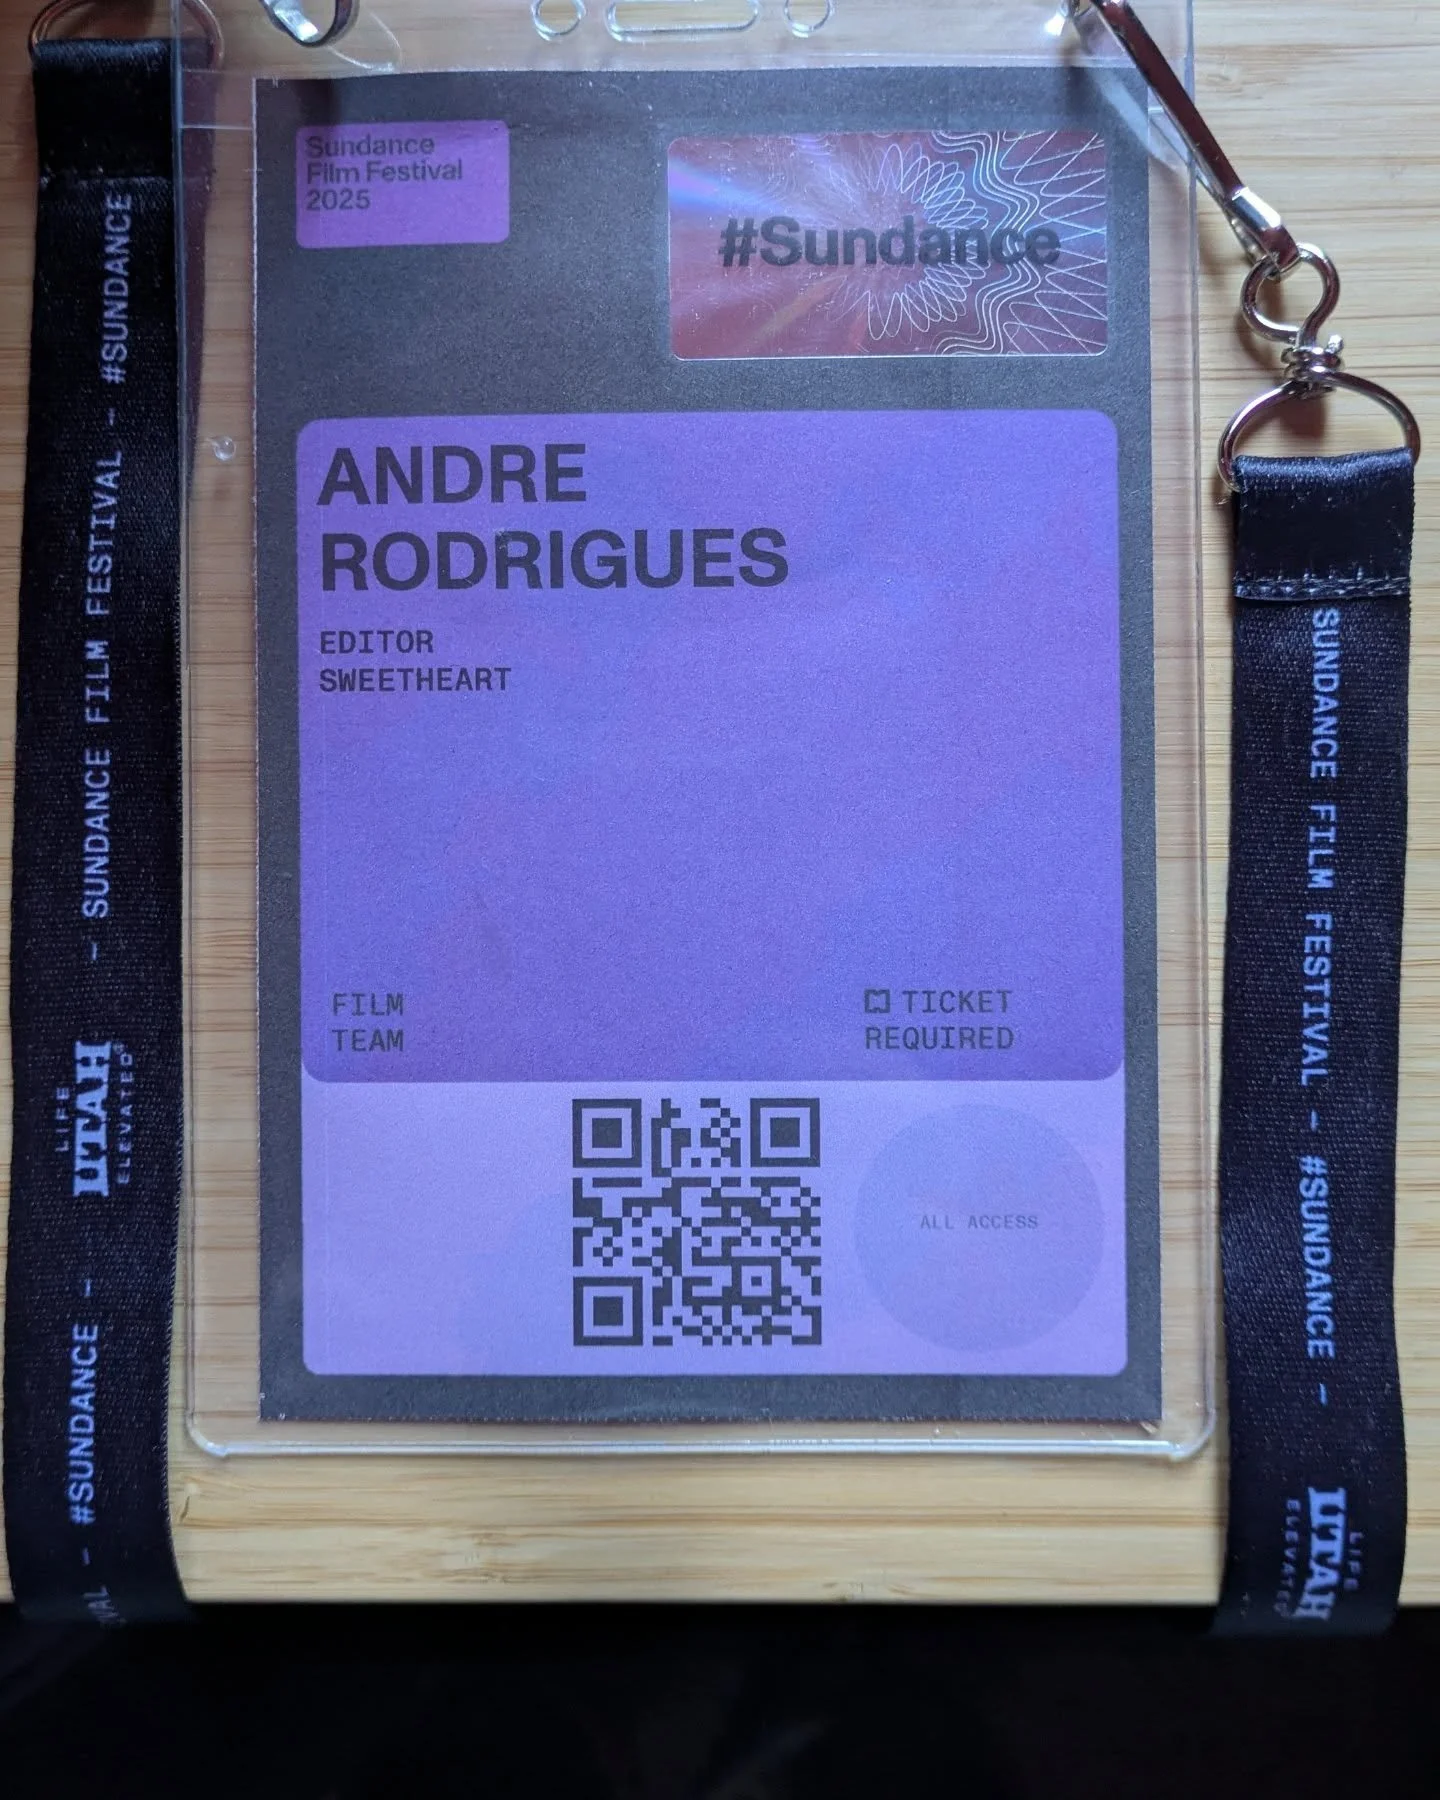 Sundance
Film Festival
2025
#Sundance
ANDRE
RODRIGUES
EDITOR
SWEETHEART
FILM
TEAM
TICKET
REQUIRED
ALL ACCESS
#SUNDANCE - LIFE UTAH ELEVATED - SUNDANCE FILM FESTIVAL - #SUNDANCE
SUNDANCE FILM FESTIVAL - #SUNDANCE -
LIFE
UTAH
ELEVATED